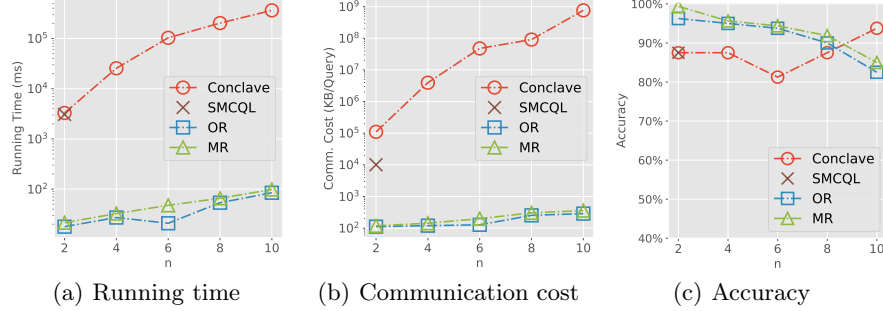 Running Time (ms)
10^5
10^4
10^3
10^2
Conclave
SMCQL
OR
MR
2 4 6 8 10
n
(a) Running time
Comm. Cost (KB/Query)
10^9
10^8
10^7
10^6
10^5
10^4
10^3
10^2
Conclave
SMCQL
OR
MR
2 4 6 8 10
n
(b) Communication cost
Accuracy
100%
90%
80%
70%
60%
50%
40%
Conclave
SMCQL
OR
MR
2 4 6 8 10
n
(c) Accuracy